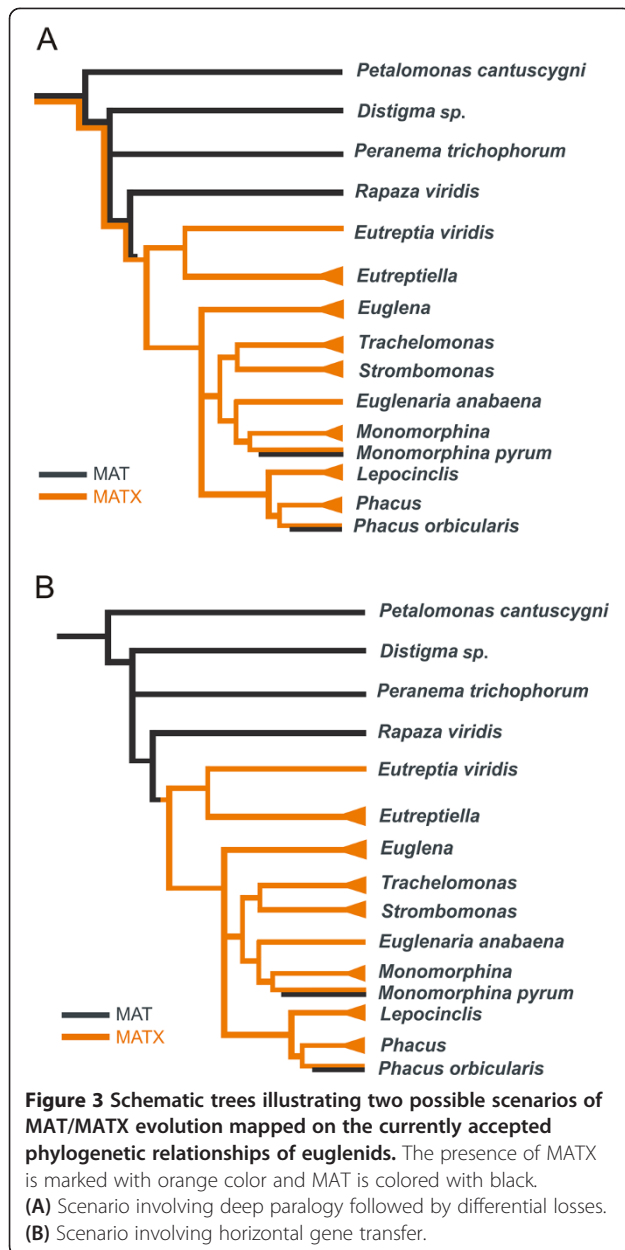 A
Petalomonas cantuscygni
Distigma sp.
Peranema trichophorum
Rapaza viridis
Eutreptia viridis
Eutreptiella
Euglena
Trachelomonas
Strombomonas
Euglenaria anabaena
Monomorphina
Monomorphina pyrum
Lepocinclis
Phacus
Phacus orbicularis
MAT
MATX
B
Petalomonas cantuscygni
Distigma sp.
Peranema trichophorum
Rapaza viridis
Eutreptia viridis
Eutreptiella
Euglena
Trachelomonas
Strombomonas
Euglenaria anabaena
Monomorphina
Monomorphina pyrum
Lepocinclis
Phacus
Phacus orbicularis
MAT
MATX
Figure 3 Schematic trees illustrating two possible scenarios of
MAT/MATX evolution mapped on the currently accepted
phylogenetic relationships of euglenids. The presence of MATX
is marked with orange color and MAT is colored with black.
(A) Scenario involving deep paralogy followed by differential losses.
(B) Scenario involving horizontal gene transfer.